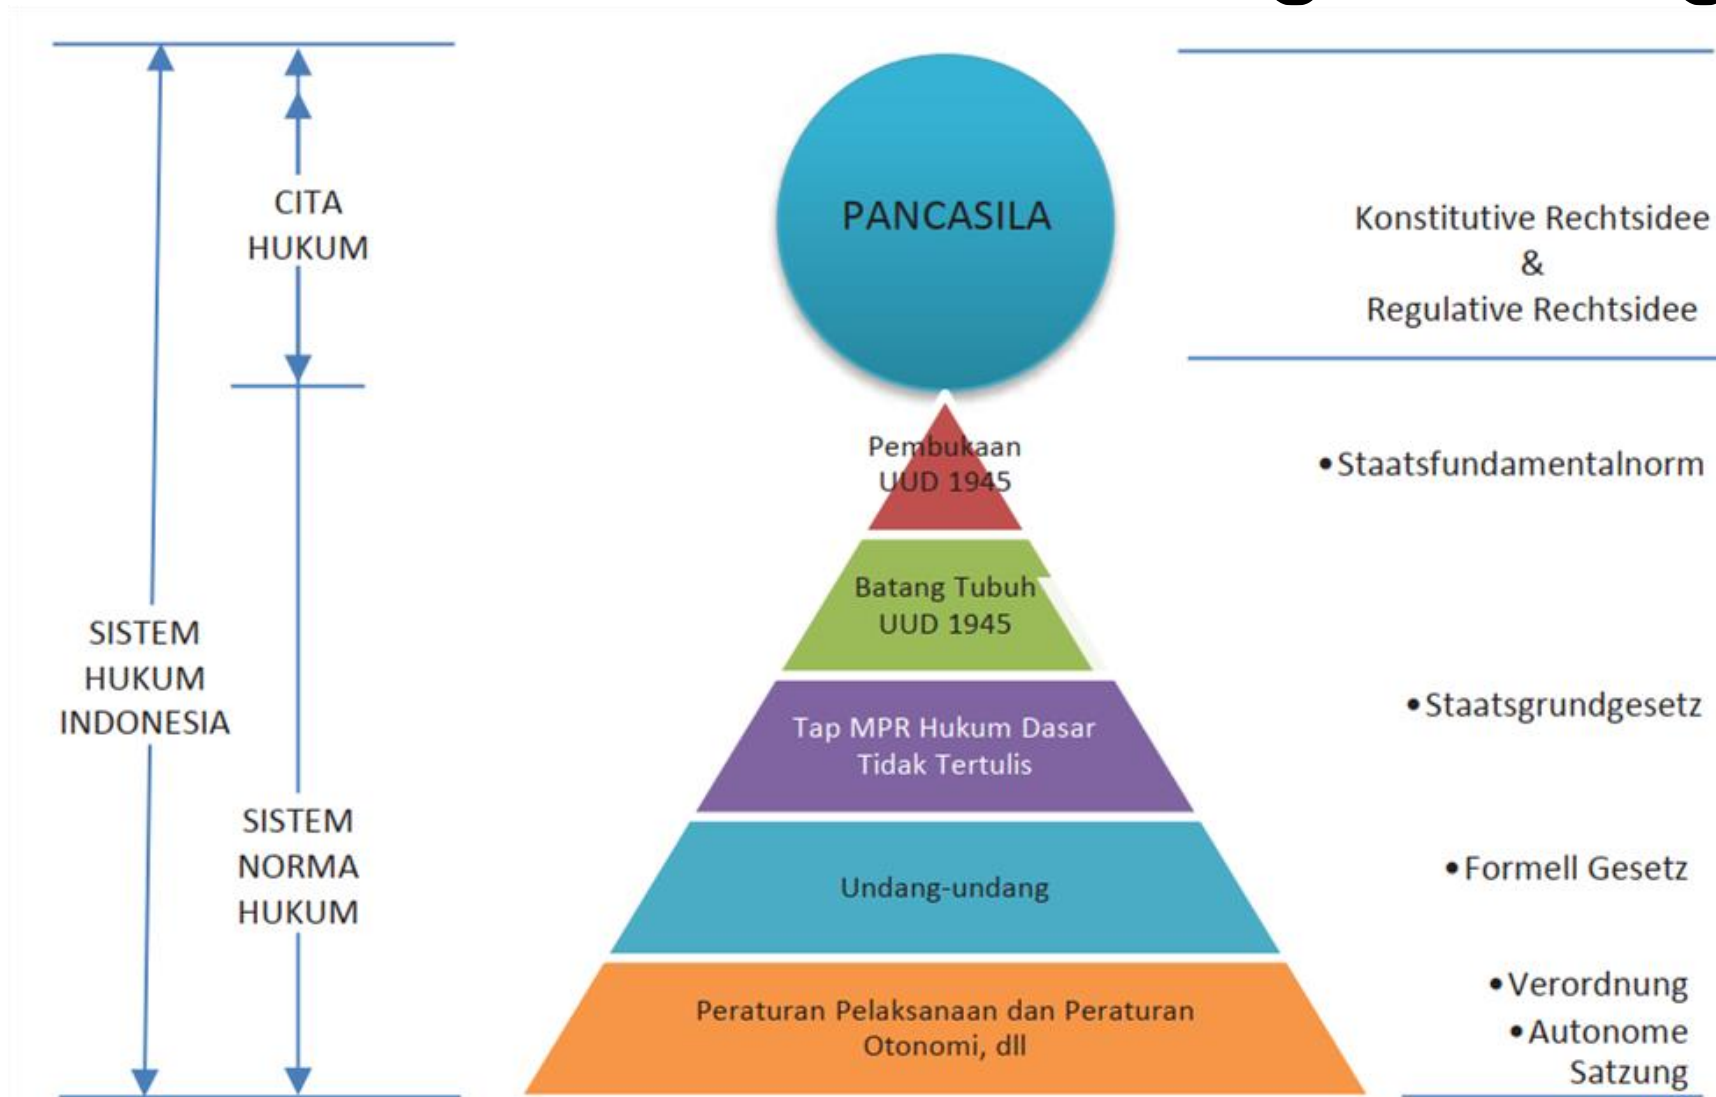 CITA
HUKUM
SISTEM
HUKUM
INDONESIA
SISTEM
NORMA
HUKUM
PANCASILA
Pembukaan
UUD 1945
Batang Tubuh
UUD 1945
Tap MPR Hukum Dasar
Tidak Tertulis
Undang-undang
Peraturan Pelaksanaan dan Peraturan
Otonomi, dll
Konstitutive Rechtsidee
&
Regulative Rechtsidee
•Staatsfundamentalnorm
•Staatsgrundgesetz
•Formell Gesetz
•Verordnung
•Autonome
Satzung